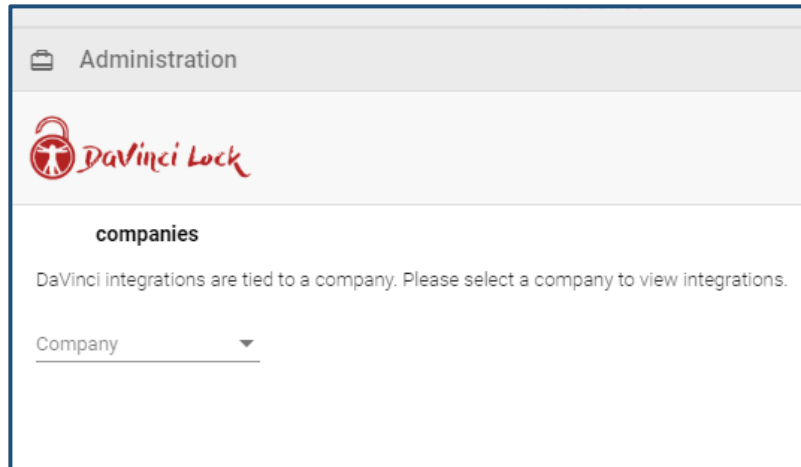 Administration
DaVinci Lock
companies
DaVinci integrations are tied to a company. Please select a company to view integrations.
Company